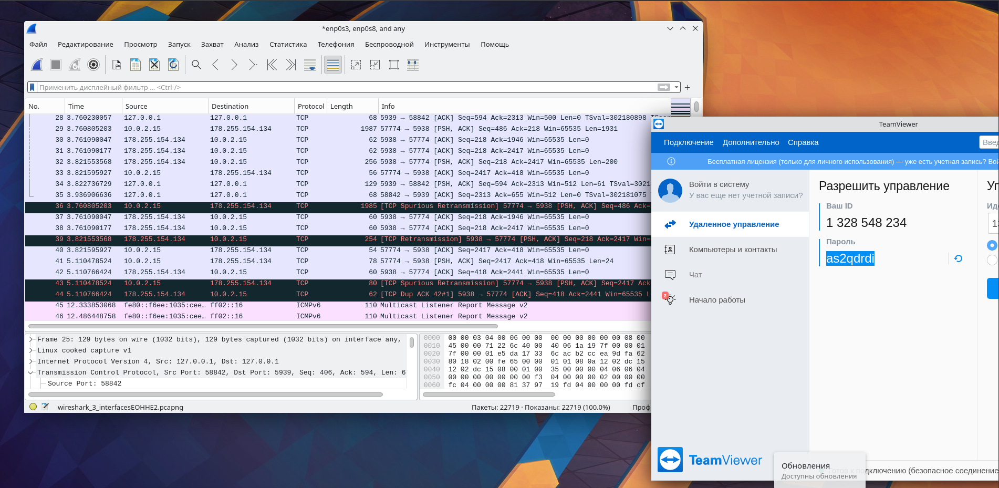 *enp0s3, enp0s8, and any
Файл Редактирование Просмотр Запуск Захват Анализ Статистика Телефония Беспроводной Инструменты Помощь
Применить дисплейный фильтр ... <Ctrl-/>
No. Time Source Destination Protocol Length Info
28 3.760230057 127.0.0.1 127.0.0.1 TCP 68 5939 → 58842 [ACK] Seq=594 Ack=2313 Win=500 Len=0 TSval=302180898
29 3.760805203 10.0.2.15 178.255.154.134 TCP 1987 57774 → 5938 [PSH, ACK] Seq=486 Ack=218 Win=65535 Len=1931
30 3.761090047 178.255.154.134 10.0.2.15 TCP 62 5938 → 57774 [ACK] Seq=218 Ack=1946 Win=65535 Len=0
31 3.761090177 178.255.154.134 10.0.2.15 TCP 62 5938 → 57774 [ACK] Seq=218 Ack=2417 Win=65535 Len=0
32 3.821553568 178.255.154.134 10.0.2.15 TCP 256 5938 → 57774 [PSH, ACK] Seq=218 Ack=2417 Win=65535 Len=200
33 3.821595927 10.0.2.15 178.255.154.134 TCP 56 57774 → 5938 [ACK] Seq=2417 Ack=418 Win=65535 Len=0
34 3.822736729 127.0.0.1 127.0.0.1 TCP 129 5939 → 58842 [PSH, ACK] Seq=594 Ack=2313 Win=512 Len=61 TSval=3021
35 3.936906636 127.0.0.1 127.0.0.1 TCP 68 58842 → 5939 [ACK] Seq=2313 Ack=655 Win=512 Len=0 TSval=302181075
36 3.760805203 10.0.2.15 178.255.154.134 TCP 1985 [TCP Spurious Retransmission] 57774 → 5938 [PSH, ACK] Seq=486 Ack=
37 3.761090047 178.255.154.134 10.0.2.15 TCP 60 5938 → 57774 [ACK] Seq=218 Ack=1946 Win=65535 Len=0
38 3.761090177 178.255.154.134 10.0.2.15 TCP 60 5938 → 57774 [ACK] Seq=218 Ack=2417 Win=65535 Len=0
39 3.821553568 178.255.154.134 10.0.2.15 TCP 254 [TCP Retransmission] 5938 → 57774 [PSH, ACK] Seq=218 Ack=2417 Win=
40 3.821595927 10.0.2.15 178.255.154.134 TCP 54 57774 → 5938 [ACK] Seq=2417 Ack=418 Win=65535 Len=0
41 5.110478524 10.0.2.15 178.255.154.134 TCP 78 57774 → 5938 [PSH, ACK] Seq=2417 Ack=418 Win=65535 Len=24
42 5.110766424 178.255.154.134 10.0.2.15 TCP 60 5938 → 57774 [ACK] Seq=418 Ack=2441 Win=65535 Len=0
43 5.110478524 10.0.2.15 178.255.154.134 TCP 80 [TCP Spurious Retransmission] 57774 → 5938 [PSH, ACK] Seq=2417 Ack
44 5.110766424 178.255.154.134 10.0.2.15 TCP 62 [TCP Dup ACK 42#1] 5938 → 57774 [ACK] Seq=418 Ack=2441 Win=65535 L
45 12.333853068 fe80::f6ee:1035:cee… ff02::16 ICMPv6 110 Multicast Listener Report Message v2
46 12.486448758 fe80::f6ee:1035:cee… ff02::16 ICMPv6 110 Multicast Listener Report Message v2
Frame 25: 129 bytes on wire (1032 bits), 129 bytes captured (1032 bits) on interface any,
Linux cooked capture v1
Internet Protocol Version 4, Src: 127.0.0.1, Dst: 127.0.0.1
Transmission Control Protocol, Src Port: 58842, Dst Port: 5939, Seq: 406, Ack: 594, Len: 6
Source Port: 58842
0000 00 00 03 04 00 06 00 00 00 00 00 00 00 00 08 00
0010 45 00 00 71 22 6c 40 00 40 06 1a 19 7f 00 00 01
0020 7f 00 00 01 e5 da 17 33 6c ac b2 cc ea 9d fa 62
0030 80 18 02 00 fe 65 00 00 01 01 08 0a 12 02 dc 15
0040 12 02 dc 15 08 00 01 00 35 00 00 00 04 06 06 04
0050 00 00 00 00 00 00 00 f3 04 00 00 00 02 00 00 00
0060 fc 04 00 00 00 81 37 97 19 fd 04 00 00 00 fd cf
wireshark_3_interfacesEOHHE2.pcapng
Пакеты: 22719 · Показаны: 22719 (100.0%)
Проф
TeamViewer
Подключение Дополнительно Справка
Введ
Бесплатная лицензия (только для личного использования) — уже есть учетная запись? Вой
Войти в систему
У вас еще нет учетной записи?
Удаленное управление
Компьютеры и контакты
Чат
3
Начало работы
TeamViewer
Разрешить управление
Ваш ID
1 328 548 234
Пароль
as2qdrdi
Уп
Ид
Готов к подключению (безопасное соединение
Обновления
Доступны обновления